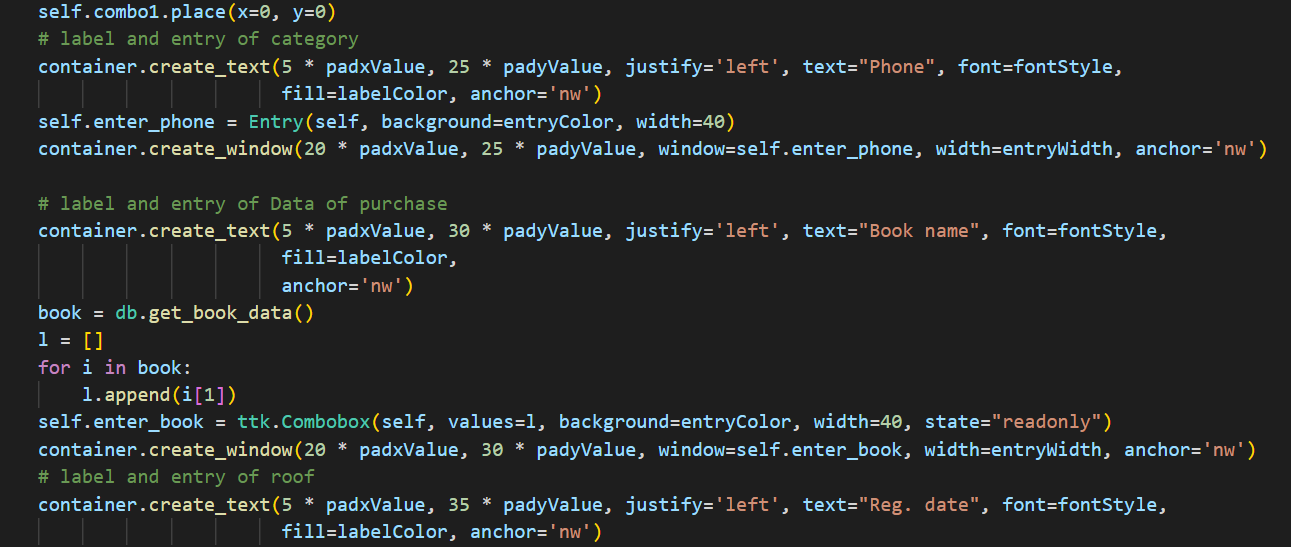 self.combo1.place(x=0, y=0)
# label and entry of category
container.create_text(5 * padxValue, 25 * padyValue, justify='left', text="Phone", font=fontStyle,
                      fill=labelColor, anchor='nw')
self.enter_phone = Entry(self, background=entryColor, width=40)
container.create_window(20 * padxValue, 25 * padyValue, window=self.enter_phone, width=entryWidth, anchor='nw')

# label and entry of Data of purchase
container.create_text(5 * padxValue, 30 * padyValue, justify='left', text="Book name", font=fontStyle,
                      fill=labelColor,
                      anchor='nw')
book = db.get_book_data()
l = []
for i in book:
    l.append(i[1])
self.enter_book = ttk.Combobox(self, values=l, background=entryColor, width=40, state="readonly")
container.create_window(20 * padxValue, 30 * padyValue, window=self.enter_book, width=entryWidth, anchor='nw')
# label and entry of roof
container.create_text(5 * padxValue, 35 * padyValue, justify='left', text="Reg. date", font=fontStyle,
                      fill=labelColor, anchor='nw')